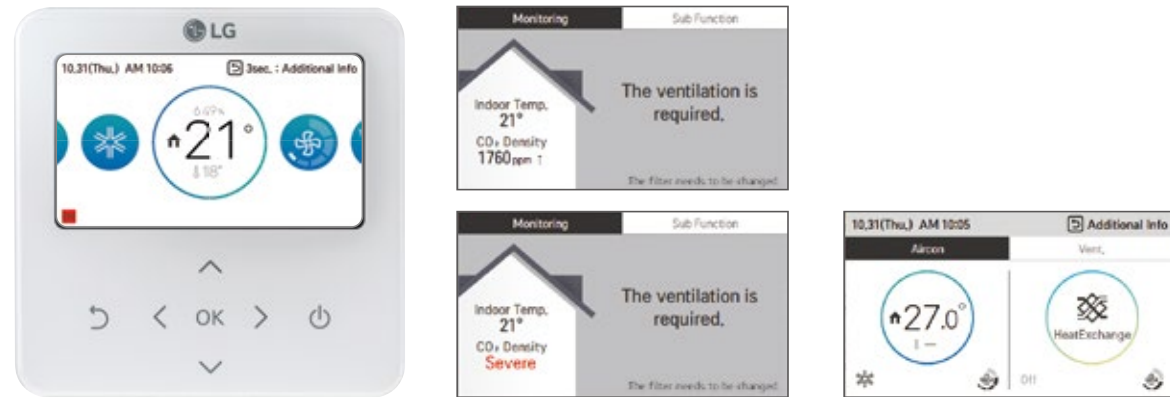 LG
10.31(Thu.) AM 10:06
3sec. : Additional Info
21°
18°
OK
Monitoring
Sub Function
Indoor Temp.
21°
CO₂ Density
1760ppm ↑
The ventilation is
required.
The filter needs to be changed
Monitoring
Sub Function
Indoor Temp.
21°
CO₂ Density
Severe
The ventilation is
required.
The filter needs to be changed
10.31(Thu.) AM 10:05
Additional Info
Aircon
Vent.
27.0°
HeatExchange
Off